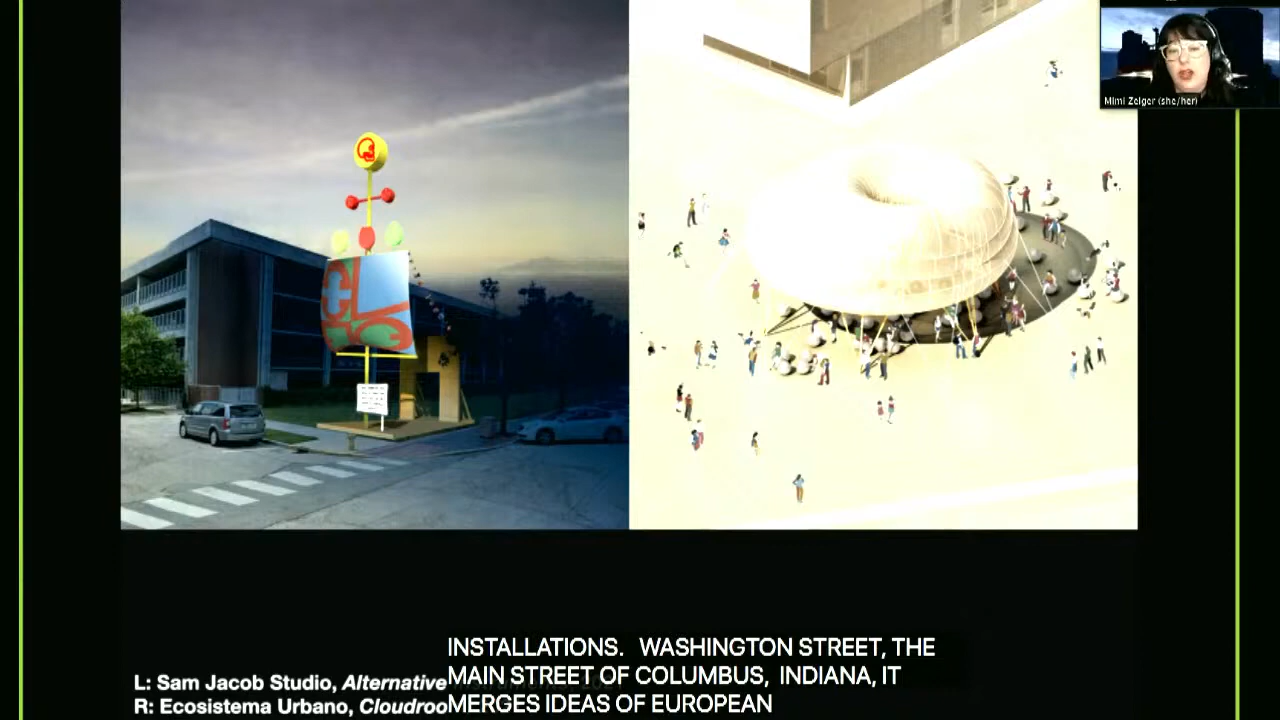 Mimi Zeiger (she/her)
INSTALLATIONS. WASHINGTON STREET, THE
L: Sam Jacob Studio, Alternative MAIN STREET OF COLUMBUS, INDIANA, IT
R: Ecosistema Urbano, Cloudroo MERGES IDEAS OF EUROPEAN